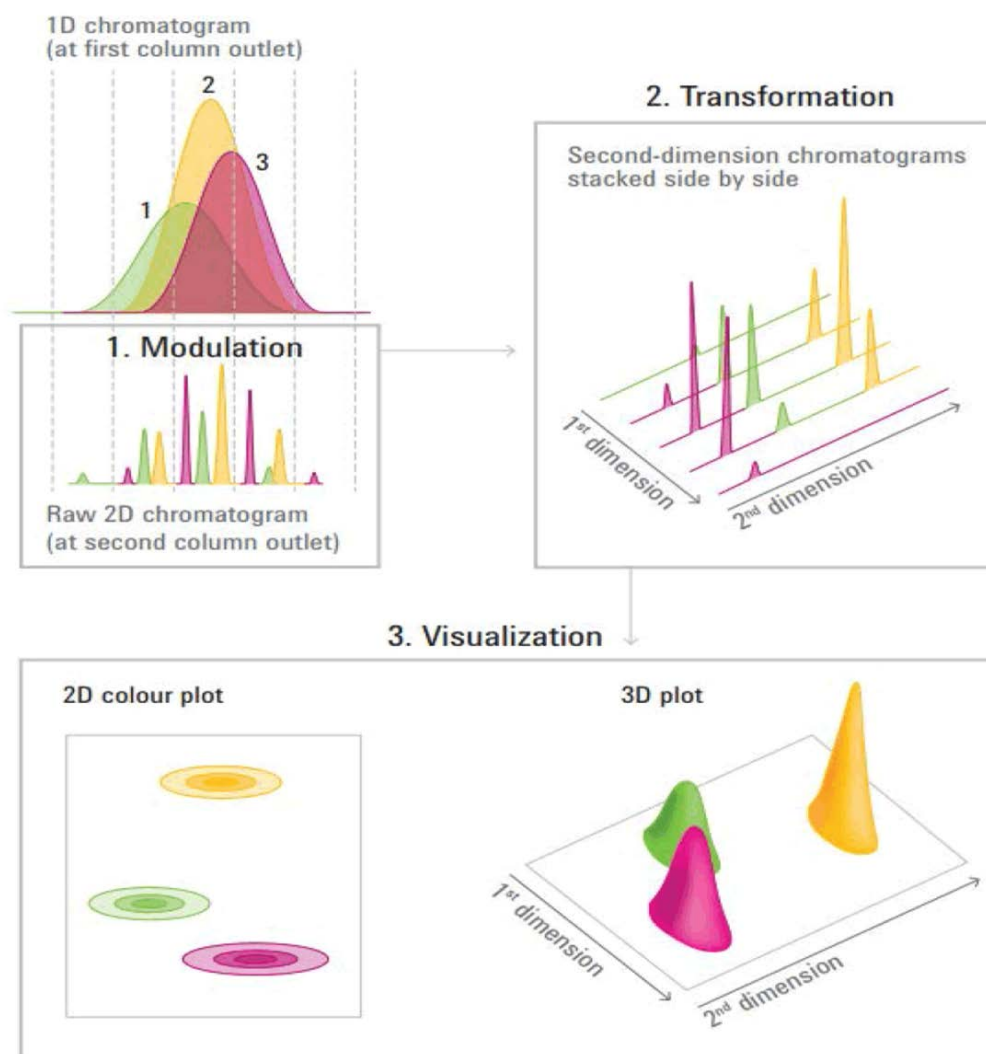 1D chromatogram
(at first column outlet)
2
3
1
1. Modulation
Raw 2D chromatogram
(at second column outlet)
2. Transformation
Second-dimension chromatograms
stacked side by side
1st dimension
2nd dimension
3. Visualization
2D colour plot
3D plot
1st dimension
2nd dimension